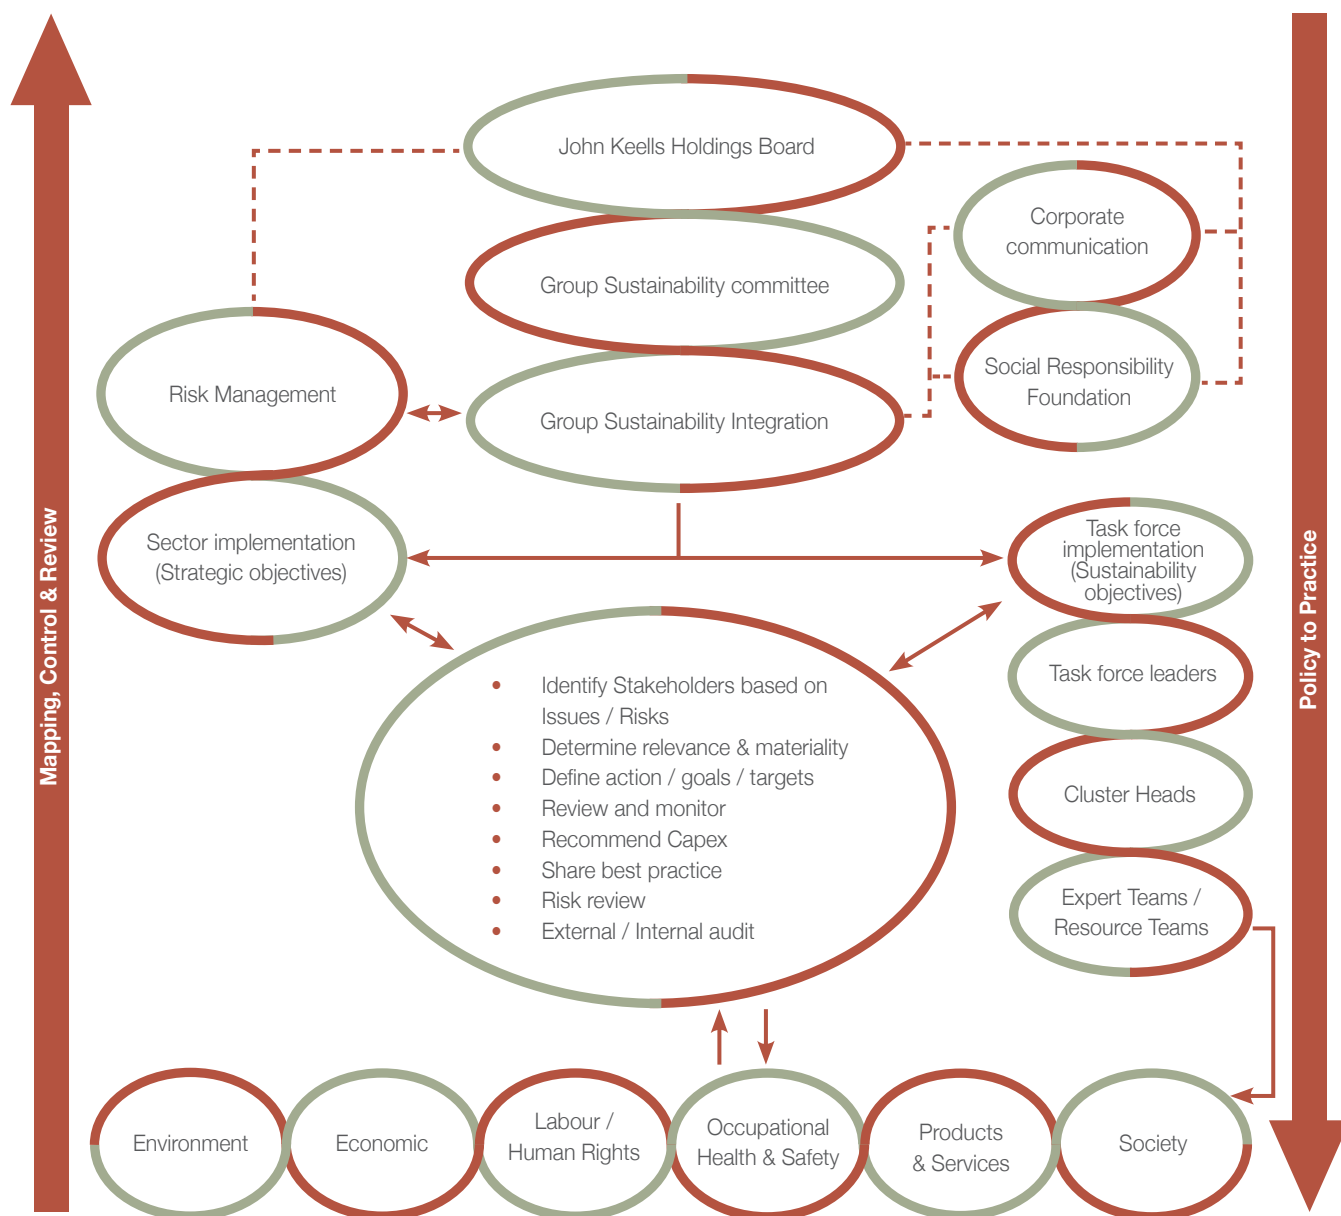 John Keells Holdings Board
Corporate
communication
Group Sustainability committee
Social Responsibility
Foundation
Risk Management
Group Sustainability Integration
Sector implementation
(Strategic objectives)
Task force
implementation
(Sustainability
objectives)
Mapping, Control & Review
Policy to Practice
• Identify Stakeholders based on
Issues / Risks
• Determine relevance & materiality
• Define action / goals / targets
• Review and monitor
• Recommend Capex
• Share best practice
• Risk review
• External / Internal audit
Task force leaders
Cluster Heads
Expert Teams /
Resource Teams
Environment
Economic
Labour /
Human Rights
Occupational
Health & Safety
Products
& Services
Society